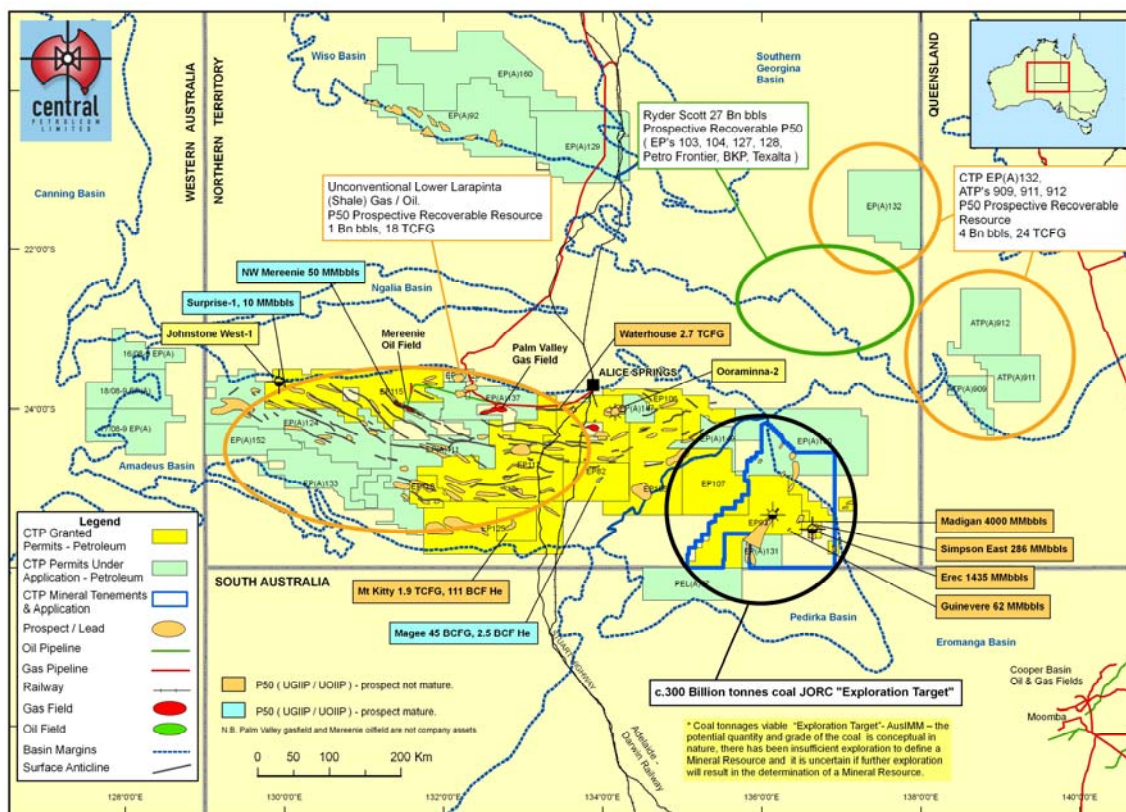 central
PETROLEUM
LIMITED
WESTERN AUSTRALIA
NORTHERN TERRITORY
QUEENSLAND
Wiso Basin
Southern
Georgina
Basin
EP(A)160
EP(A)92
EP(A)129
Ryder Scott 27 Bn bbls
Prospective Recoverable P50
( EP's 103, 104, 127, 128,
Petro Frontier, BKP, Texalta )
Canning Basin
Unconventional Lower Larapinta
(Shale) Gas / Oil.
P50 Prospective Recoverable Resource
1 Bn bbls, 18 TCFG
EP(A)132
CTP EP(A)132,
ATP's 909, 911, 912
P50 Prospective Recoverable
Resource
4 Bn bbls, 24 TCFG
22°0'0"S
NW Mereenie 50 MMbbls
Ngalia Basin
Surprise-1, 10 MMbbls
Johnstone West-1
Mereenie
Oil Field
Palm Valley
Gas Field
Waterhouse 2.7 TCFG
ALICE SPRINGS
Ooraminna-2
ATP(A)912
ATP(A)911
ATP(A)909
24°0'0"S
EP115
EP(A)137
EP(A)124
EP(A)152
EP(A)111
EP(A)133
EP82
EP107
EP93
EP(A)131
EP125
Amadeus Basin
Legend
CTP Granted
Permits - Petroleum
CTP Permits Under
Application - Petroleum
CTP Mineral Tenements
& Application
Prospect / Lead
Oil Pipeline
Gas Pipeline
Railway
Gas Field
Oil Field
Basin Margins
Surface Anticline
Madigan 4000 MMbbls
Simpson East 286 MMbbls
Erec 1435 MMbbls
Guinevere 62 MMbbls
SOUTH AUSTRALIA
Mt Kitty 1.9 TCFG, 111 BCF He
Magee 45 BCFG, 2.5 BCF He
Pedirka Basin
Eromanga Basin
STUART HIGHWAY
Adelaide -
Darwin Railway
c.300 Billion tonnes coal JORC "Exploration Target"
P50 ( UGIIP / UOIIP ) - prospect not mature.
P50 ( UGIIP / UOIIP ) - prospect mature.
N.B. Palm Valley gasfield and Mereenie oilfield are not company assets
0 50 100 200 Km
* Coal tonnages viable "Exploration Target"- AusIMM – the
potential quantity and grade of the coal is conceptual in
nature, there has been insufficient exploration to define a
Mineral Resource and it is uncertain if further exploration
will result in the determination of a Mineral Resource.
Cooper Basin
Oil & Gas Fields
Moomba
128°0'0"E
130°0'0"E
132°0'0"E
134°0'0"E
136°0'0"E
138°0'0"E
140°0'0"E